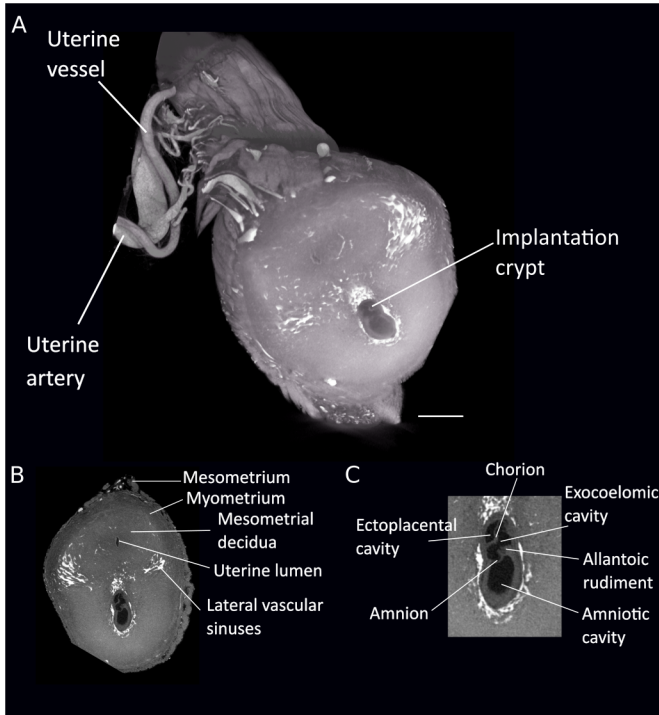 A
Uterine
vessel
Implantation
crypt
Uterine
artery
B
Mesometrium
Myometrium
Mesometrial
decidua
Uterine lumen
Lateral vascular
sinuses
C
Chorion
Exocoelomic
cavity
Ectoplacental
cavity
Allantoic
rudiment
Amnion
Amniotic
cavity